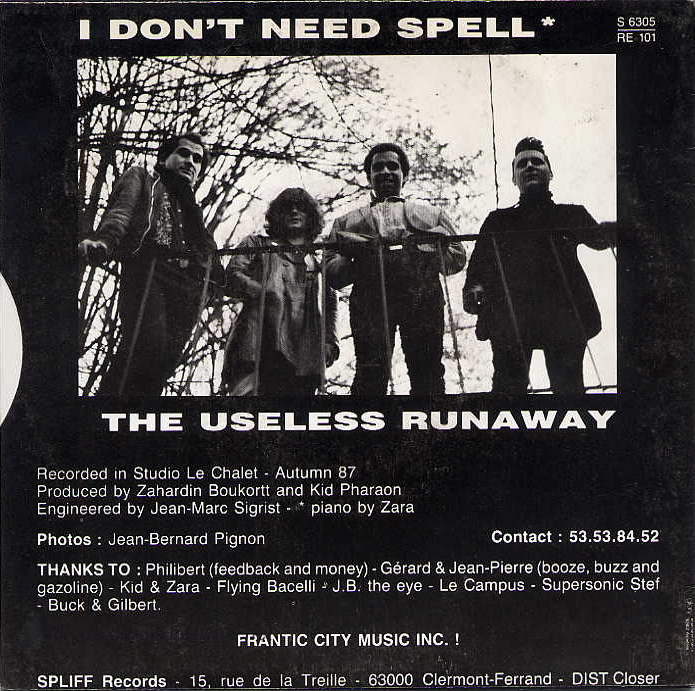 I DON'T NEED SPELL*
S 6305
RE 101
THE USELESS RUNAWAY
Recorded in Studio Le Chalet - Autumn 87
Produced by Zahardin Boukortt and Kid Pharaon
Engineered by Jean-Marc Sigrist - * piano by Zara
Photos : Jean-Bernard Pignon
Contact : 53.53.84.52
THANKS TO : Philibert (feedback and money) - Gérard & Jean-Pierre (booze, buzz and
gazoline) - Kid & Zara - Flying Bacelli - J.B. the eye - Le Campus - Supersonic Stef
- Buck & Gilbert.
FRANTIC CITY MUSIC INC. !
SPLIFF Records - 15, rue de la Treille - 63000 Clermont-Ferrand - DIST Closer